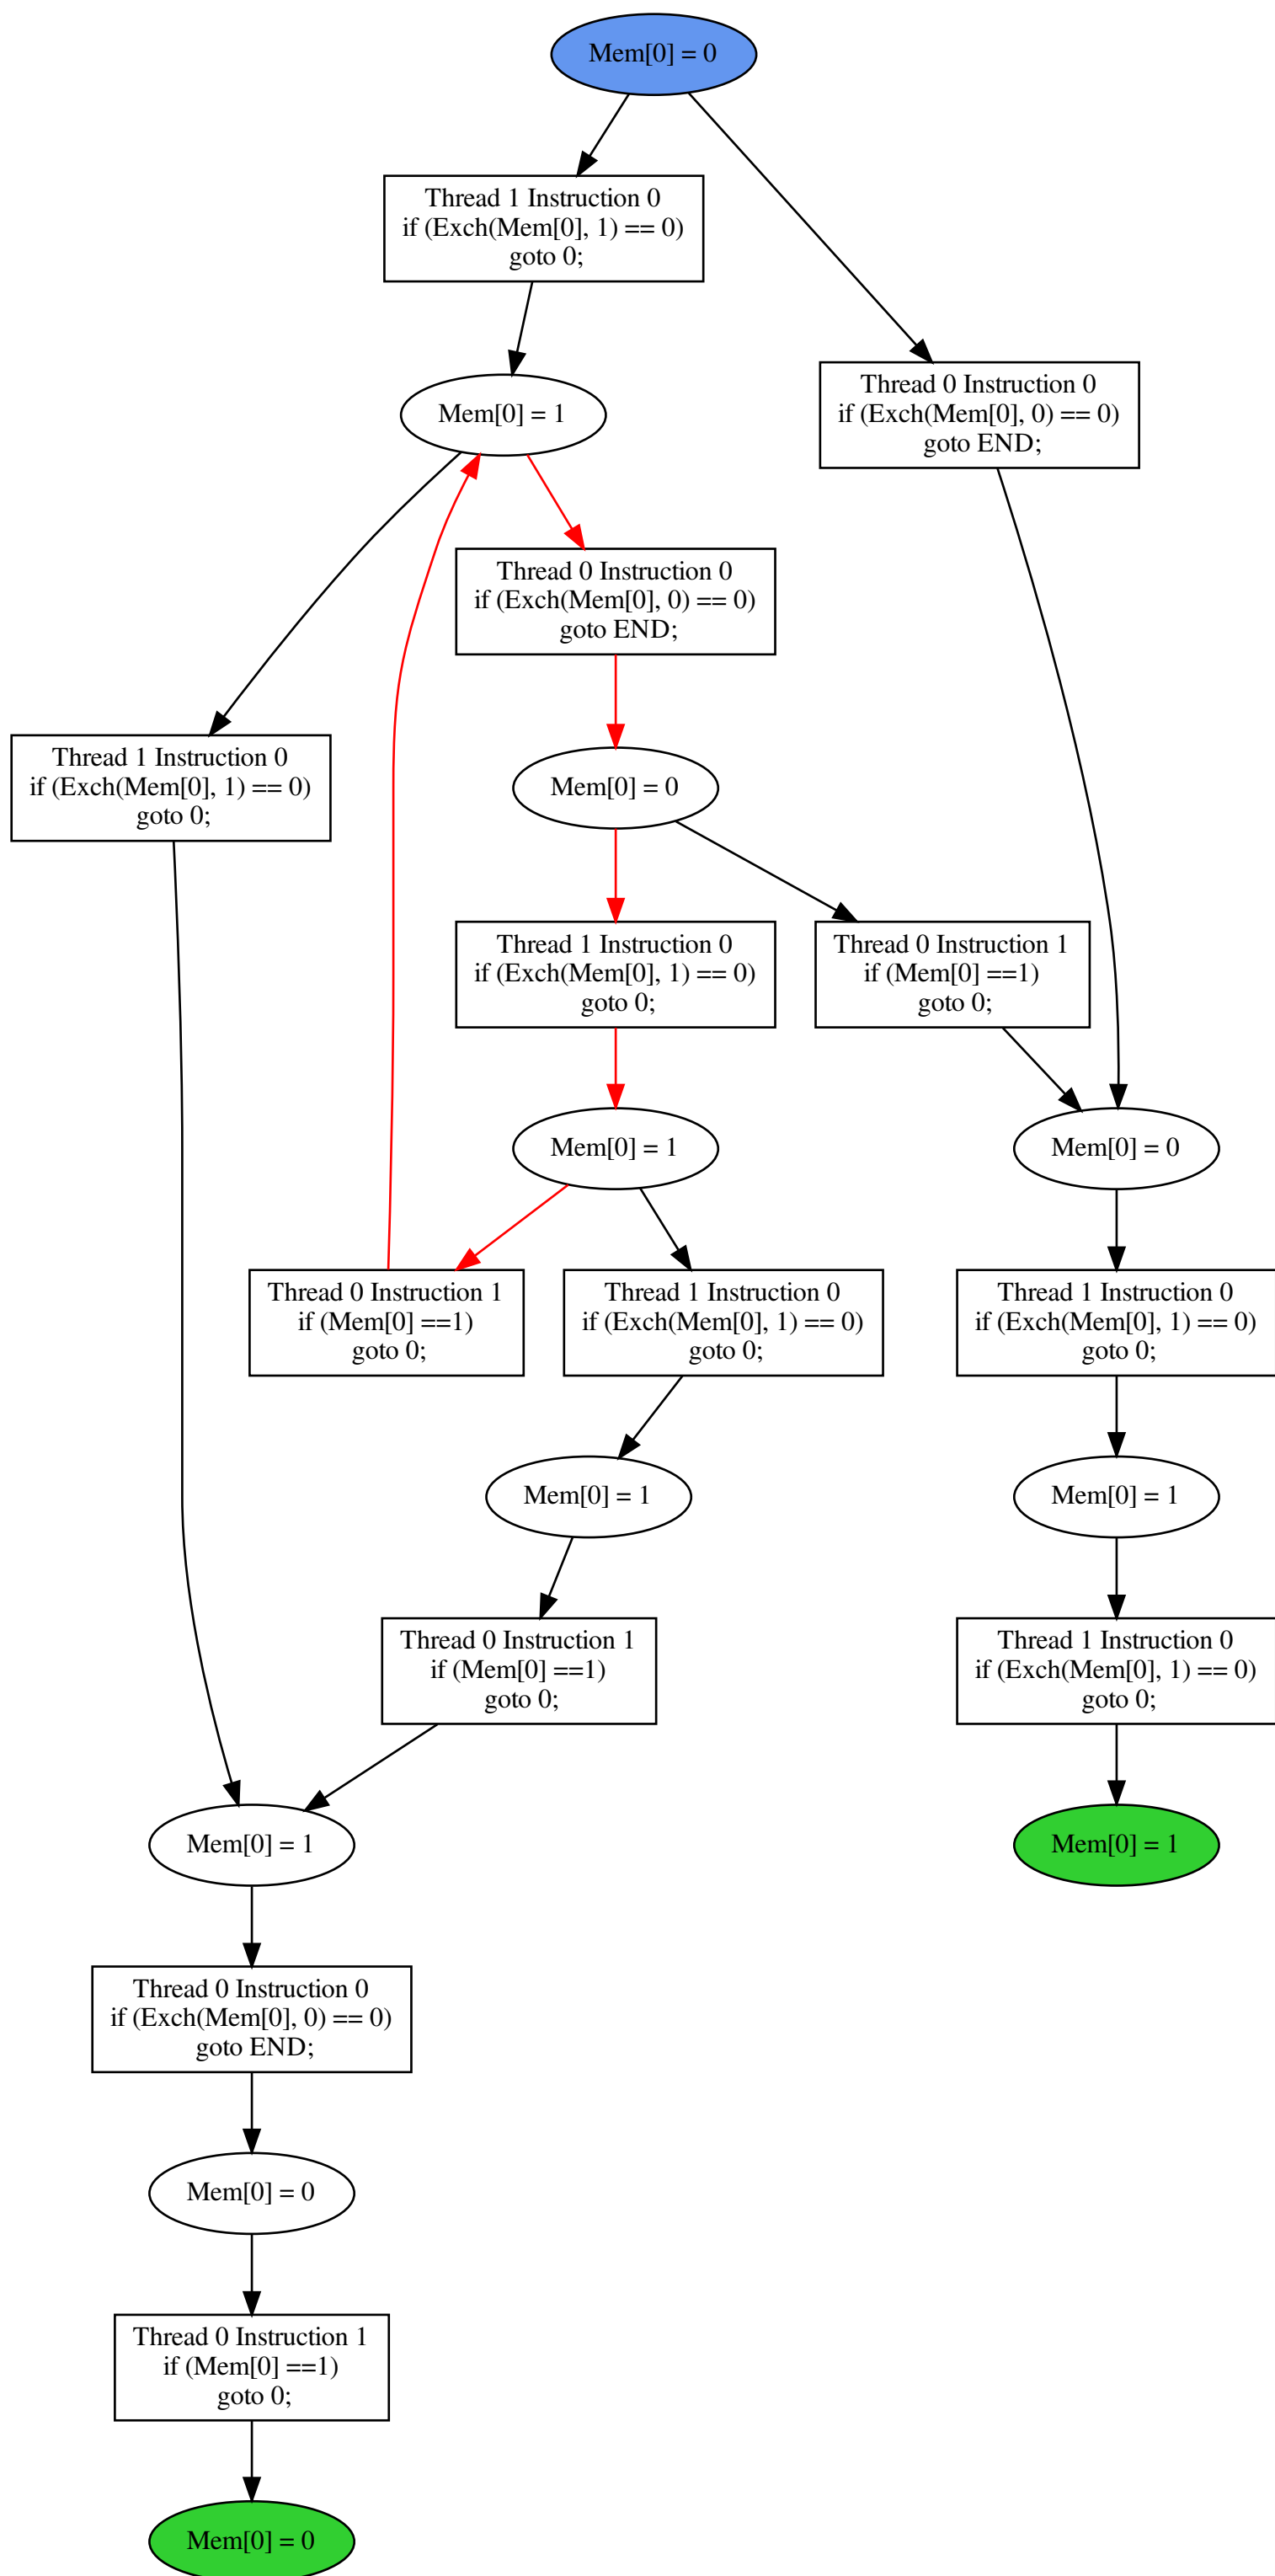 Mem[0] = 0
Thread 1 Instruction 0
if (Exch(Mem[0], 1) == 0)
goto 0;
Mem[0] = 1
Thread 0 Instruction 0
if (Exch(Mem[0], 0) == 0)
goto END;
Thread 0 Instruction 0
if (Exch(Mem[0], 0) == 0)
goto END;
Thread 1 Instruction 0
if (Exch(Mem[0], 1) == 0)
goto 0;
Mem[0] = 0
Thread 1 Instruction 0
if (Exch(Mem[0], 1) == 0)
goto 0;
Thread 0 Instruction 1
if (Mem[0] ==1)
goto 0;
Mem[0] = 1
Mem[0] = 0
Thread 0 Instruction 1
if (Mem[0] ==1)
goto 0;
Thread 1 Instruction 0
if (Exch(Mem[0], 1) == 0)
goto 0;
Thread 1 Instruction 0
if (Exch(Mem[0], 1) == 0)
goto 0;
Mem[0] = 1
Mem[0] = 1
Thread 0 Instruction 1
if (Mem[0] ==1)
goto 0;
Thread 1 Instruction 0
if (Exch(Mem[0], 1) == 0)
goto 0;
Mem[0] = 1
Mem[0] = 1
Thread 0 Instruction 0
if (Exch(Mem[0], 0) == 0)
goto END;
Mem[0] = 0
Thread 0 Instruction 1
if (Mem[0] ==1)
goto 0;
Mem[0] = 0